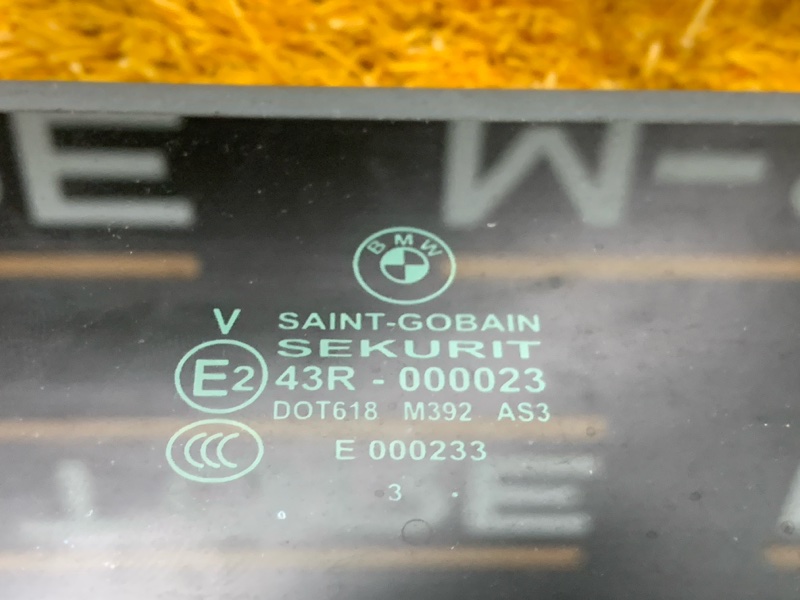 BMW
V SAINT-GOBAIN
SEKURIT
E2 43R - 000023
DOT618 M392 AS3
CCC E 000233
3